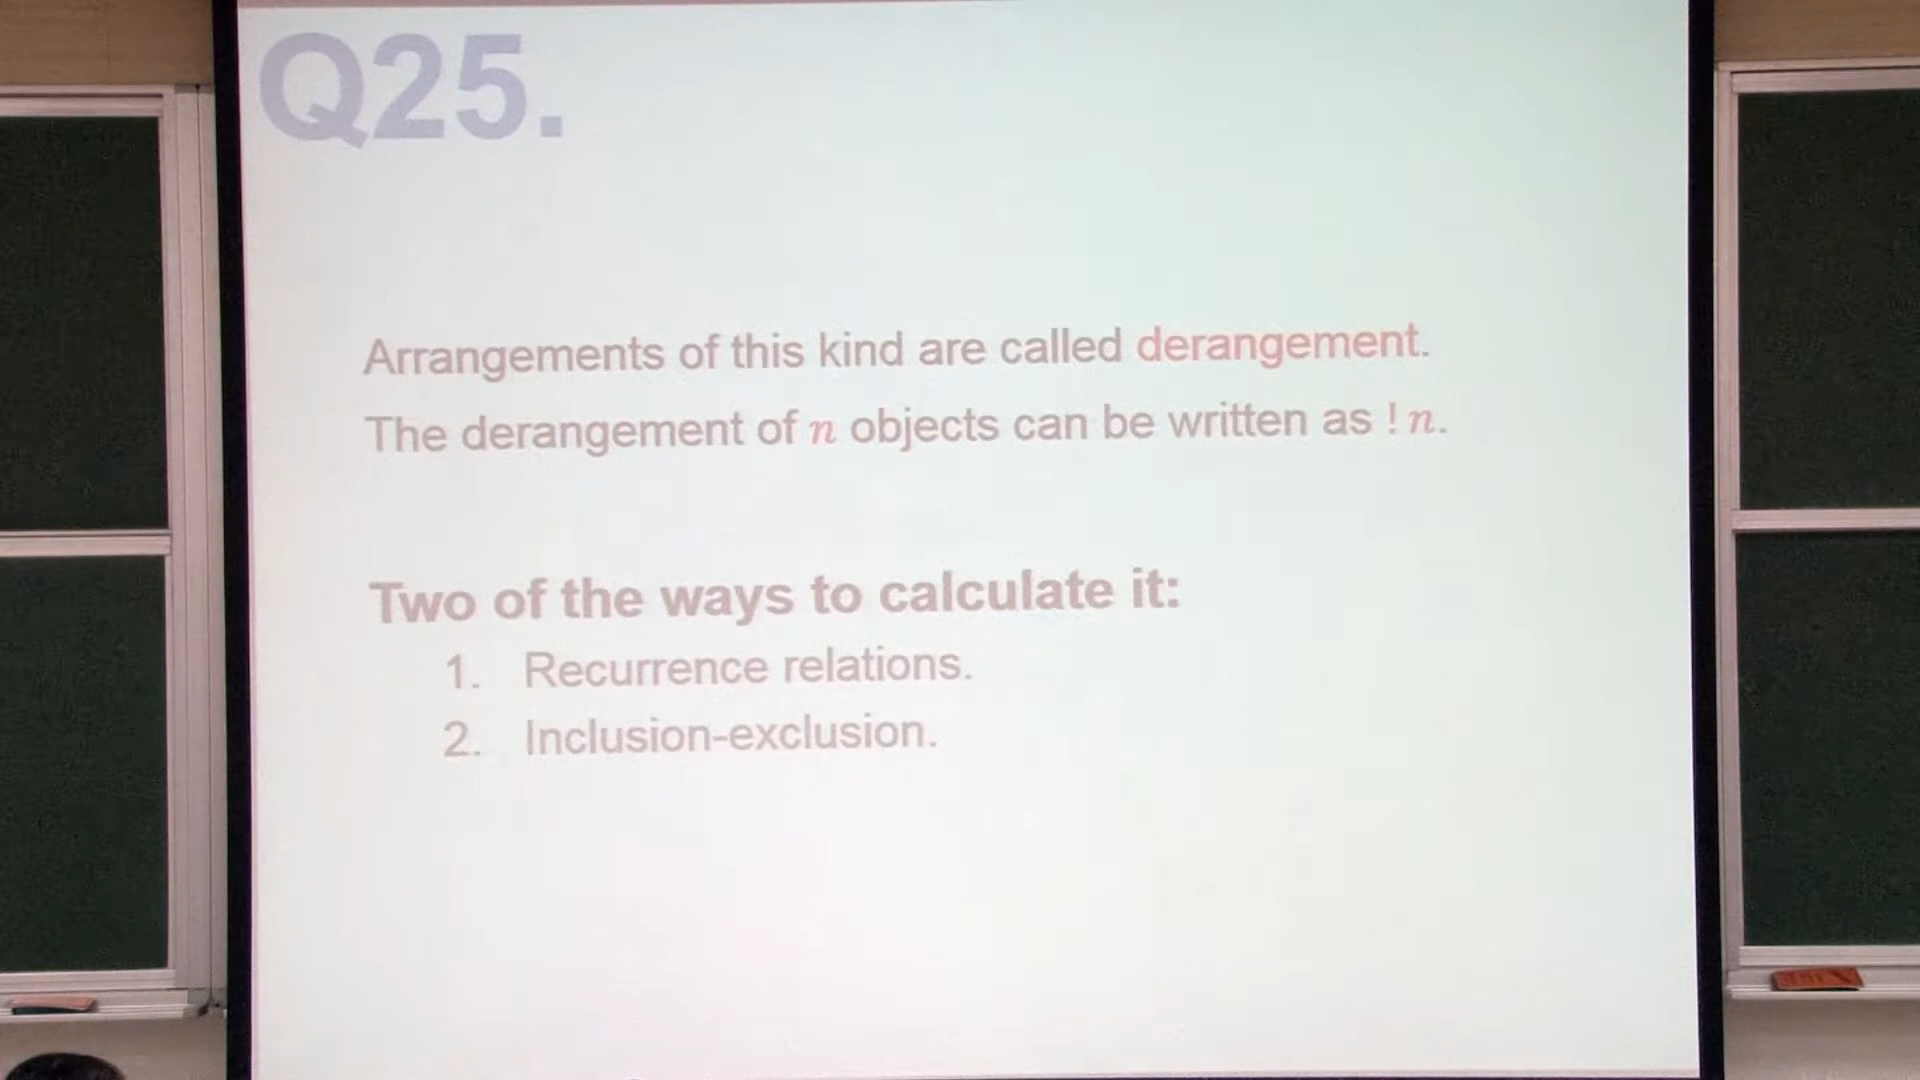 Q25.
Arrangements of this kind are called derangement.
The derangement of n objects can be written as !n.
Two of the ways to calculate it:
1. Recurrence relations.
2. Inclusion-exclusion.